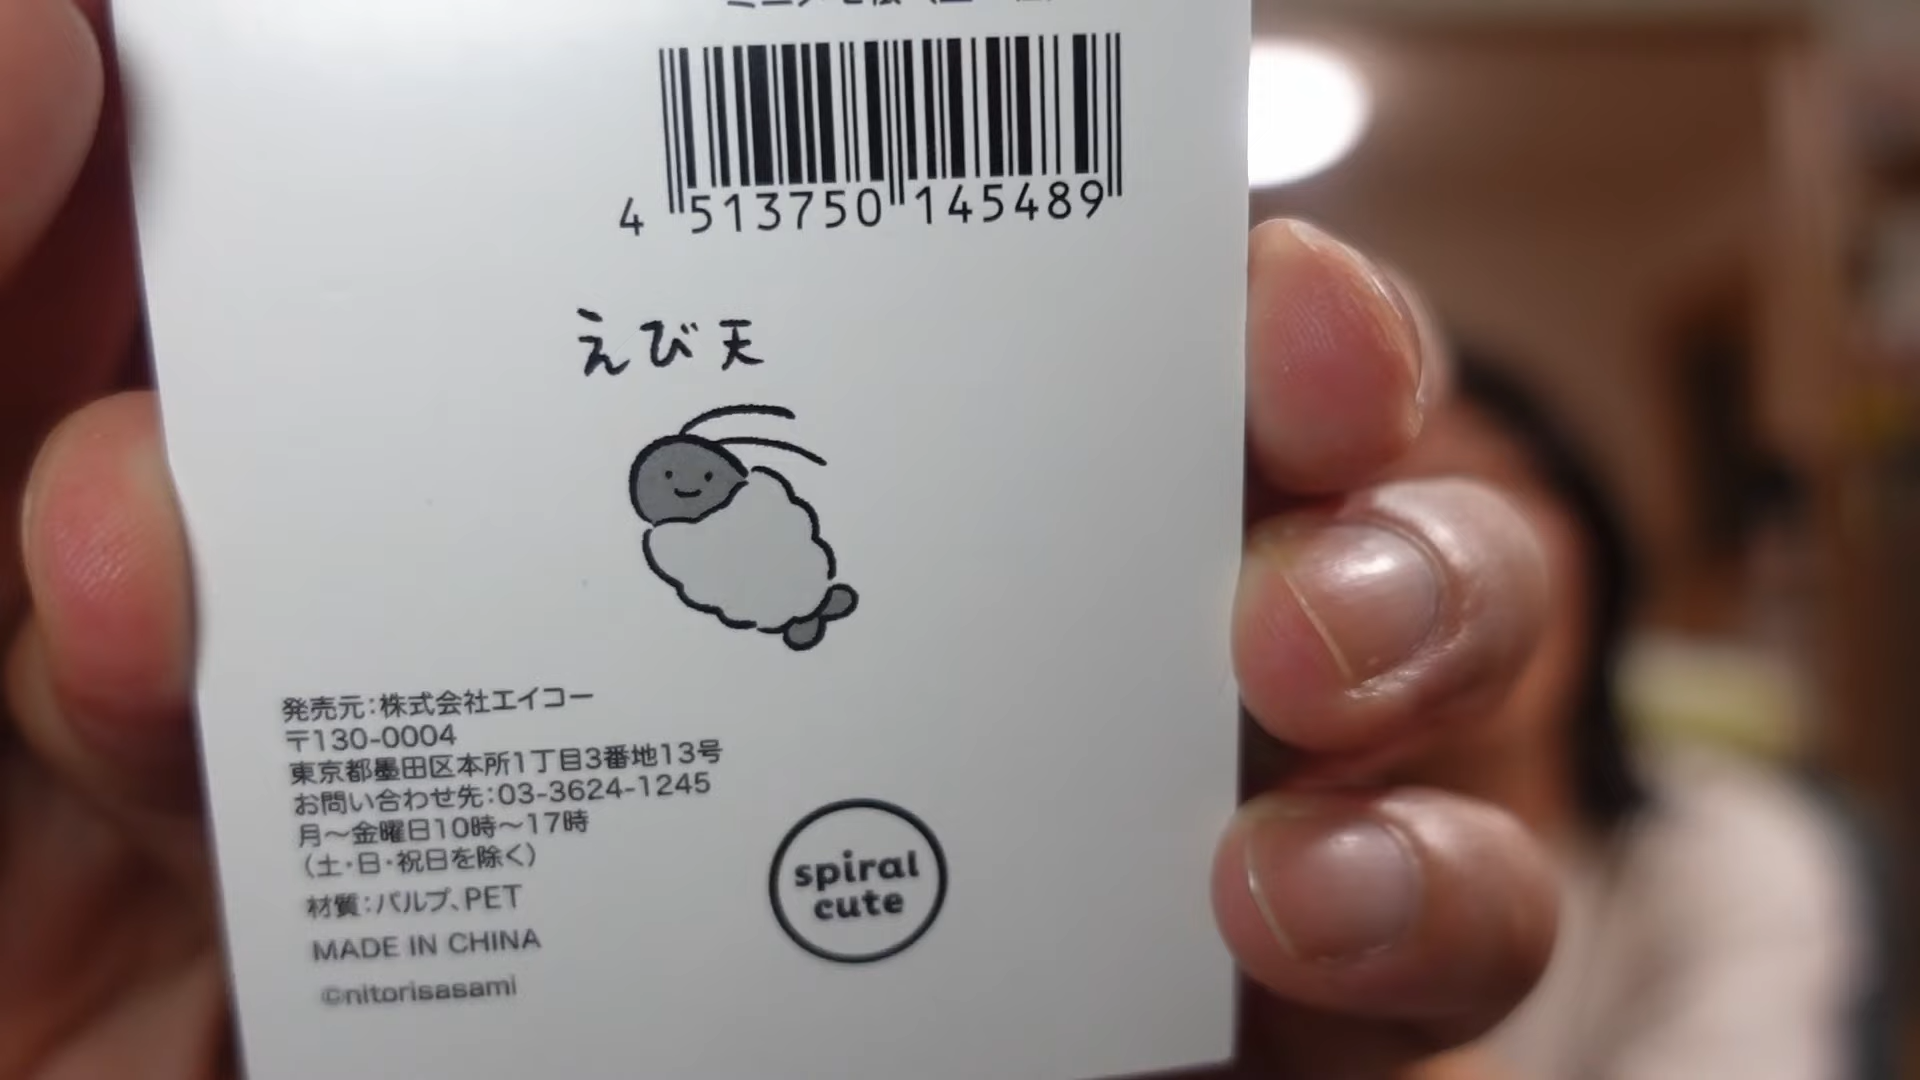 4 513750 145489
えび天
発売元:株式会社エイコー
〒130-0004
東京都墨田区本所1丁目3番地13号
お問い合わせ先:03-3624-1245
月〜金曜日10時〜17時
(土・日・祝日を除く)
材質:パルプ、PET
MADE IN CHINA
©nitorisasami
spiral
cute